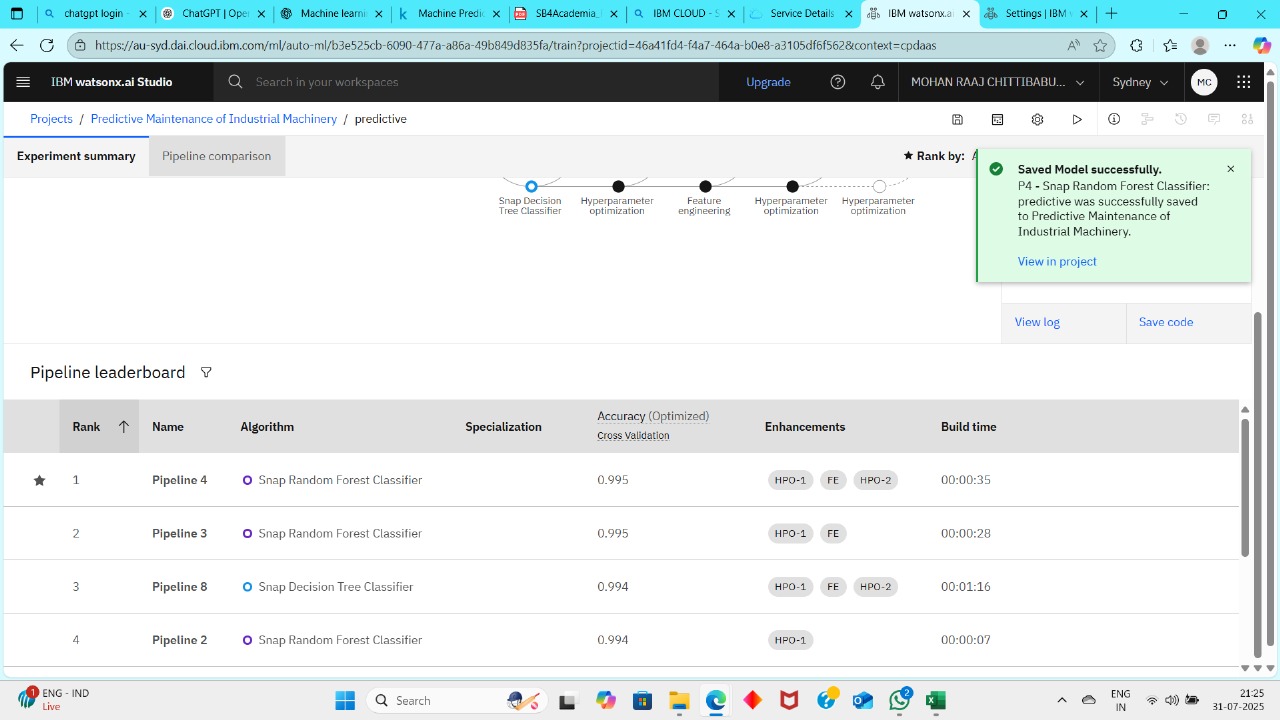 chatgpt login -
ChatGPT | Oper
Machine learnin
Machine Predic
SB4Academia_
IBM CLOUD - S
Service Details
IBM watsonx.ai
Settings | IBM w
https://au-syd.dai.cloud.ibm.com/ml/auto-ml/b3e525cb-6090-477a-a86a-49b849d835fa/train?projectid=46a41fd4-f4a7-464a-b0e8-a3105df6f562&context=cpdaas
IBM watsonx.ai Studio
Search in your workspaces
Upgrade
MOHAN RAAJ CHITTIBABU...
Sydney
MC
Projects / Predictive Maintenance of Industrial Machinery / predictive
Experiment summary
Pipeline comparison
Rank by: A
Saved Model successfully.
P4 - Snap Random Forest Classifier:
predictive was successfully saved
to Predictive Maintenance of
Industrial Machinery.
View in project
Snap Decision
Tree Classifier
Hyperparameter
optimization
Feature
engineering
Hyperparameter
optimization
Hyperparameter
optimization
View log
Save code
Pipeline leaderboard
Rank Name Algorithm Specialization Accuracy (Optimized) Enhancements Build time
Cross Validation
1 Pipeline 4 Snap Random Forest Classifier 0.995 HPO-1 FE HPO-2 00:00:35
2 Pipeline 3 Snap Random Forest Classifier 0.995 HPO-1 FE 00:00:28
3 Pipeline 8 Snap Decision Tree Classifier 0.994 HPO-1 FE HPO-2 00:01:16
4 Pipeline 2 Snap Random Forest Classifier 0.994 HPO-1 00:00:07
1
ENG - IND
Live
Search
2
ENG
IN
21:25
31-07-2025